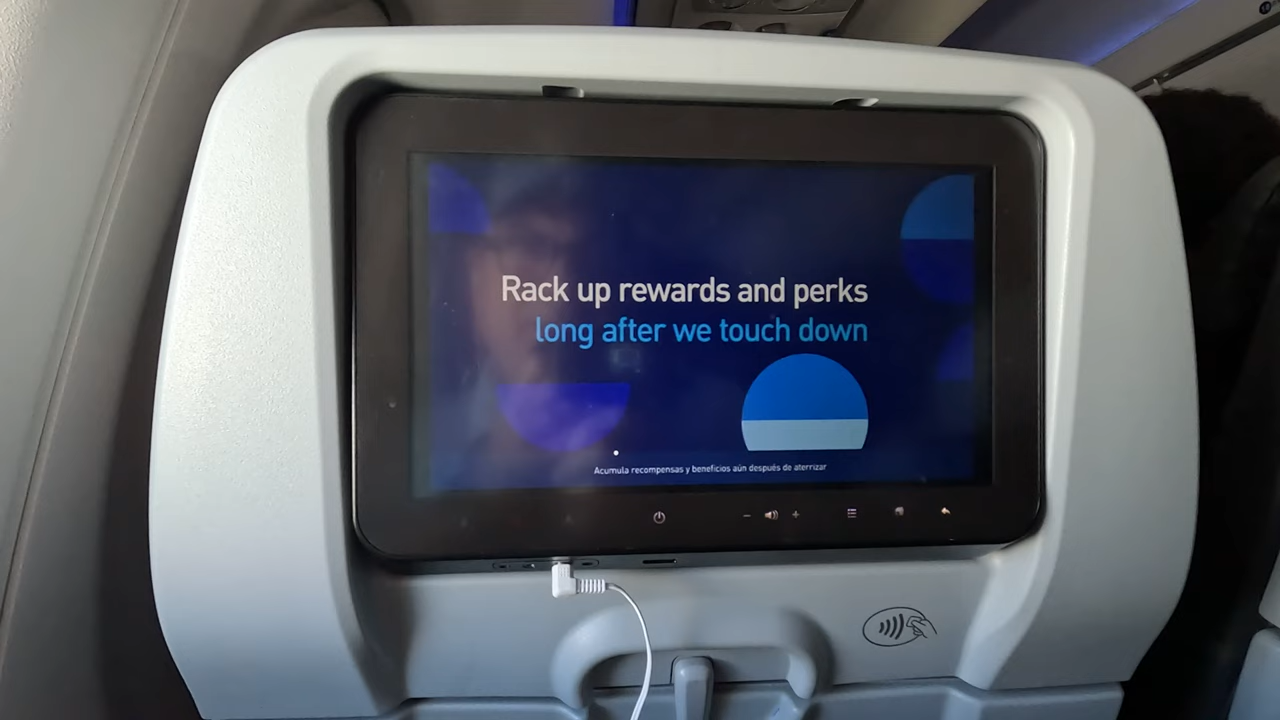 Rack up rewards and perks
long after we touch down
Acumula recompensas y beneficios aún después de aterrizar